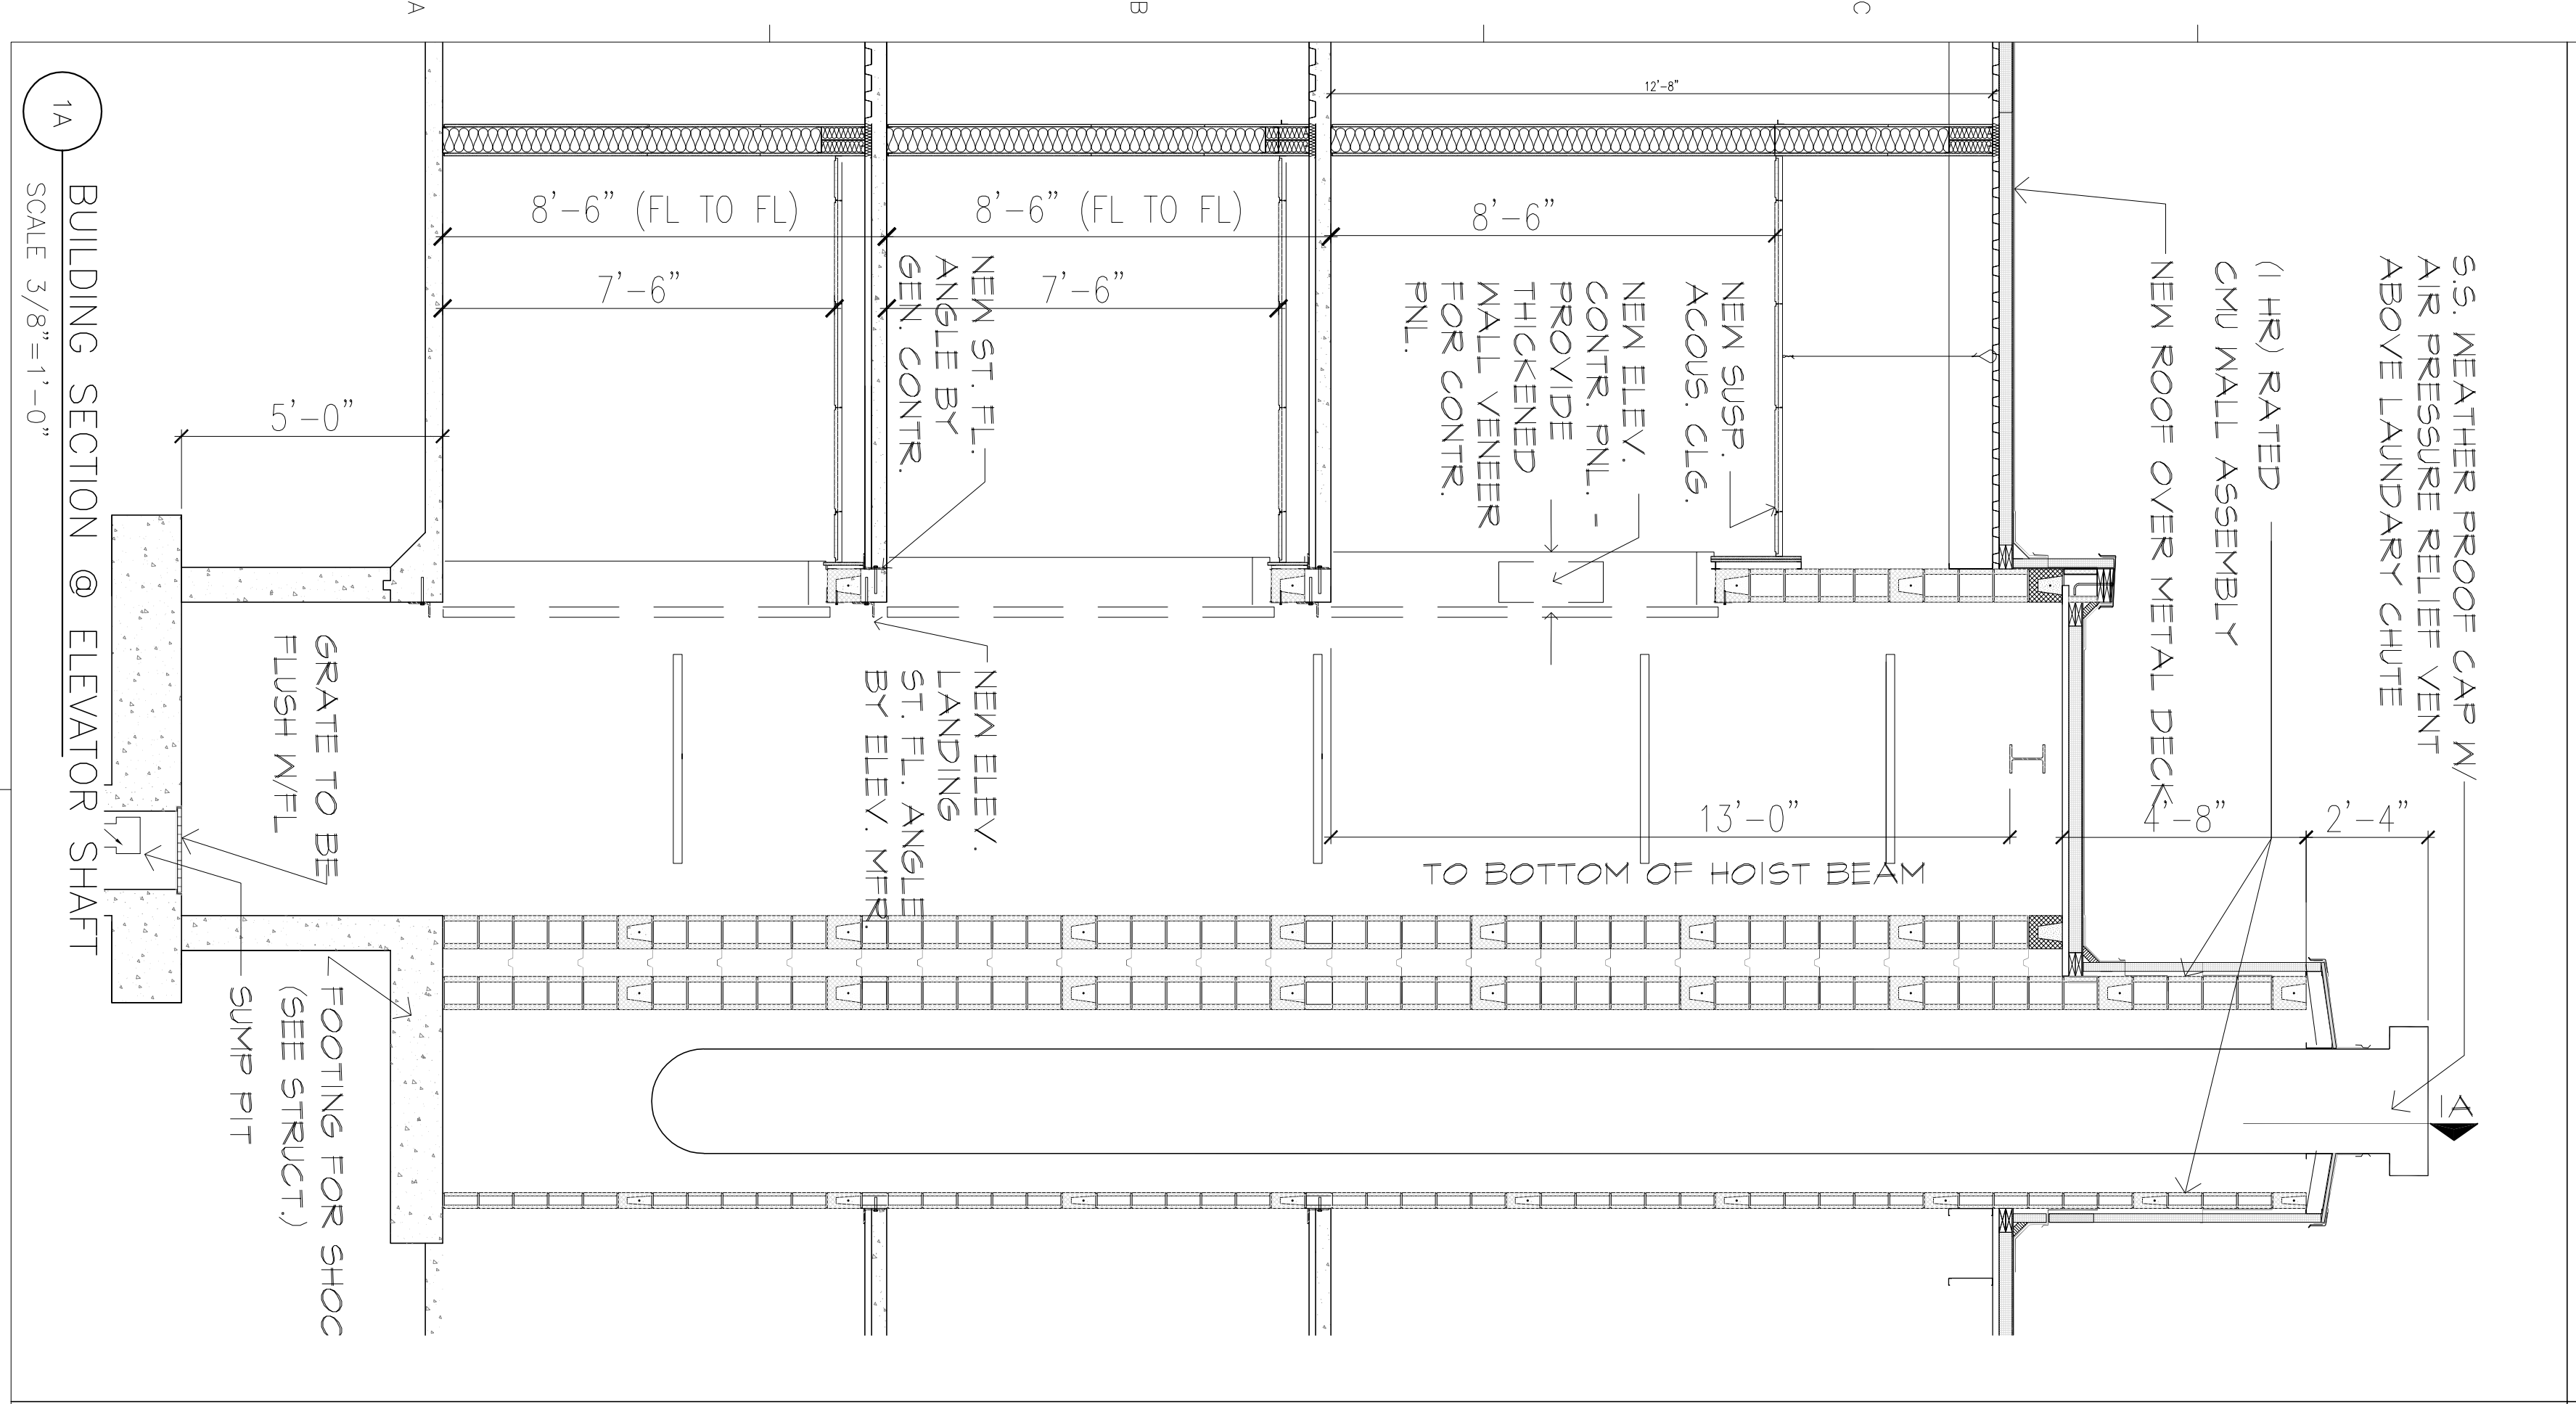 A
B
C
12'-8"
8'-6" (FL TO FL)
8'-6" (FL TO FL)
8'-6"
7'-6"
7'-6"
5'-0"
13'-0"
TO BOTTOM OF HOIST BEAM
4'-8"
2'-4"
S.S. WEATHER PROOF CAP W/
AIR PRESSURE RELIEF VENT
ABOVE LAUNDARY CHUTE
(1 HR) RATED
CMU WALL ASSEMBLY
NEW ROOF OVER METAL DECK
NEW SUSP.
ACOUS. CLG.
NEW ELEV.
CONTR. PNL. -
PROVIDE
THICKENED
WALL VENEER
FOR CONTR.
PNL.
NEW ST. FL.
ANGLE BY
GEN. CONTR.
NEW ELEV.
LANDING
ST. FL. ANGLE
BY ELEV. MFR.
GRATE TO BE
FLUSH W/FL
FOOTING FOR SHOC
(SEE STRUCT.)
SUMP PIT
1A
1A
BUILDING SECTION @ ELEVATOR SHAFT
SCALE 3/8"=1'-0"